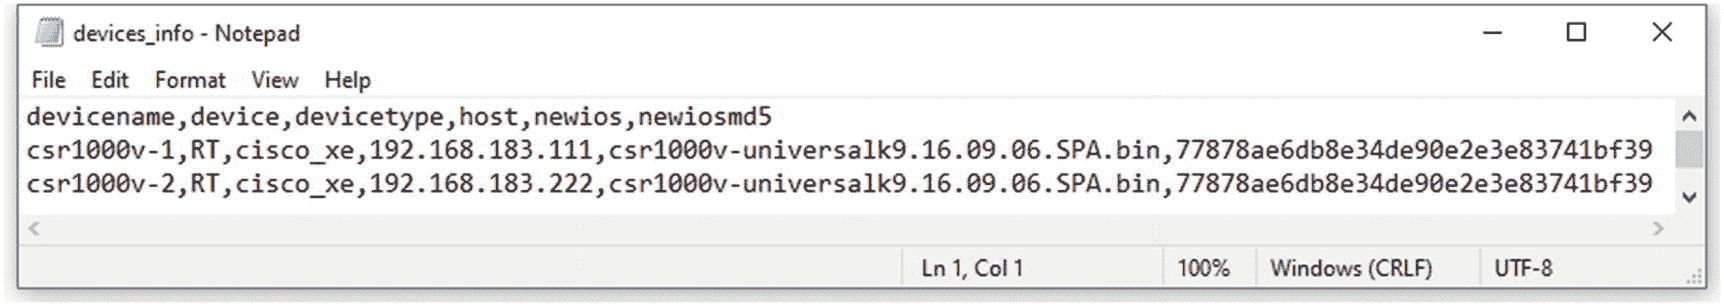 devices_info - Notepad
File Edit Format View Help
devicename,device,devicetype,host,newios,newiosmd5
csr1000v-1,RT,cisco_xe,192.168.183.111,csr1000v-universalk9.16.09.06.SPA.bin,77878ae6db8e34de90e2e3e83741bf39
csr1000v-2,RT,cisco_xe,192.168.183.222,csr1000v-universalk9.16.09.06.SPA.bin,77878ae6db8e34de90e2e3e83741bf39
Ln 1, Col 1 100% Windows (CRLF) UTF-8